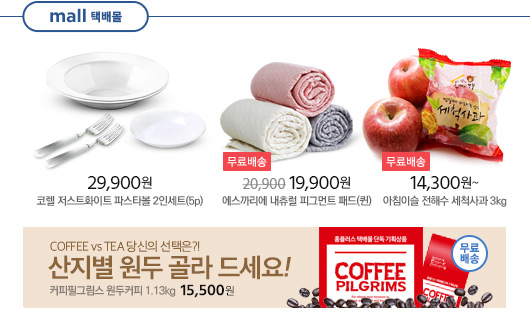 mall 택배몰
세척사과
무료배송
무료배송
29,900원
20,900 19,900원
14,300원~
코렐 저스트화이트 파스타볼 2인세트(5p)
에스까리에 내츄럴 피그먼트 패드(퀸)
아침이슬 전해수 세척사과 3kg
COFFEE vs TEA 당신의 선택은?!
산지별 원두 골라 드세요!
커피필그림스 원두커피 1.13kg 15,500원
홈플러스 택배몰 단독 기획상품
COFFEE
PILGRIMS
무료
배송